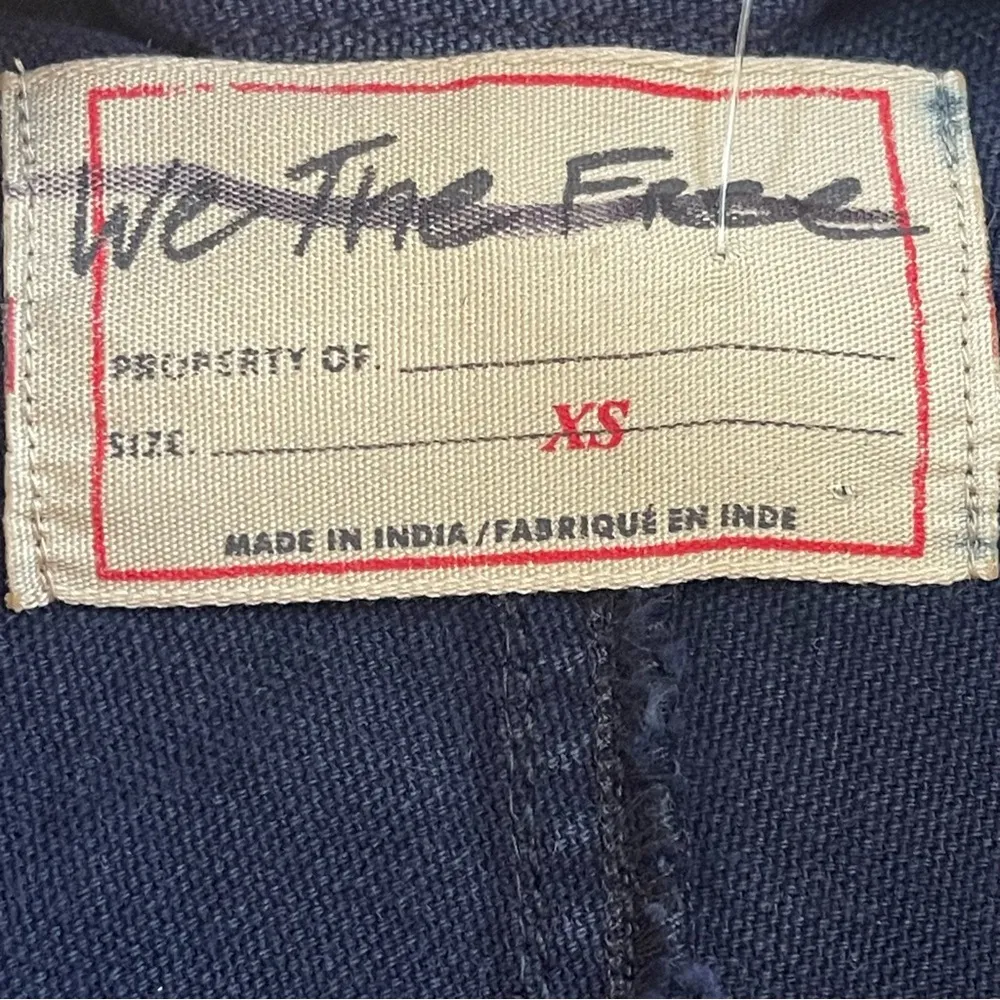 We The Free
PROPERTY OF.
SIZE. XS
MADE IN INDIA / FABRIQUÉ EN INDE